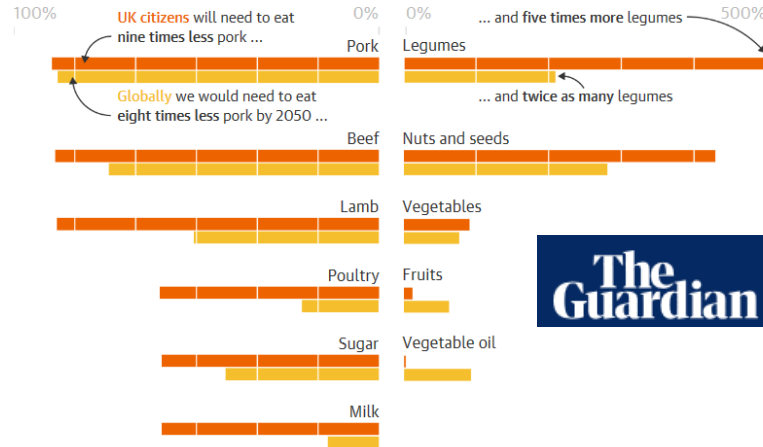 100%
0%
0%
500%
UK citizens will need to eat
nine times less pork ...
... and five times more legumes
Pork
Legumes
Globally we would need to eat
eight times less pork by 2050 ...
... and twice as many legumes
Beef
Nuts and seeds
Lamb
Vegetables
Poultry
Fruits
The
Guardian
Sugar
Vegetable oil
Milk